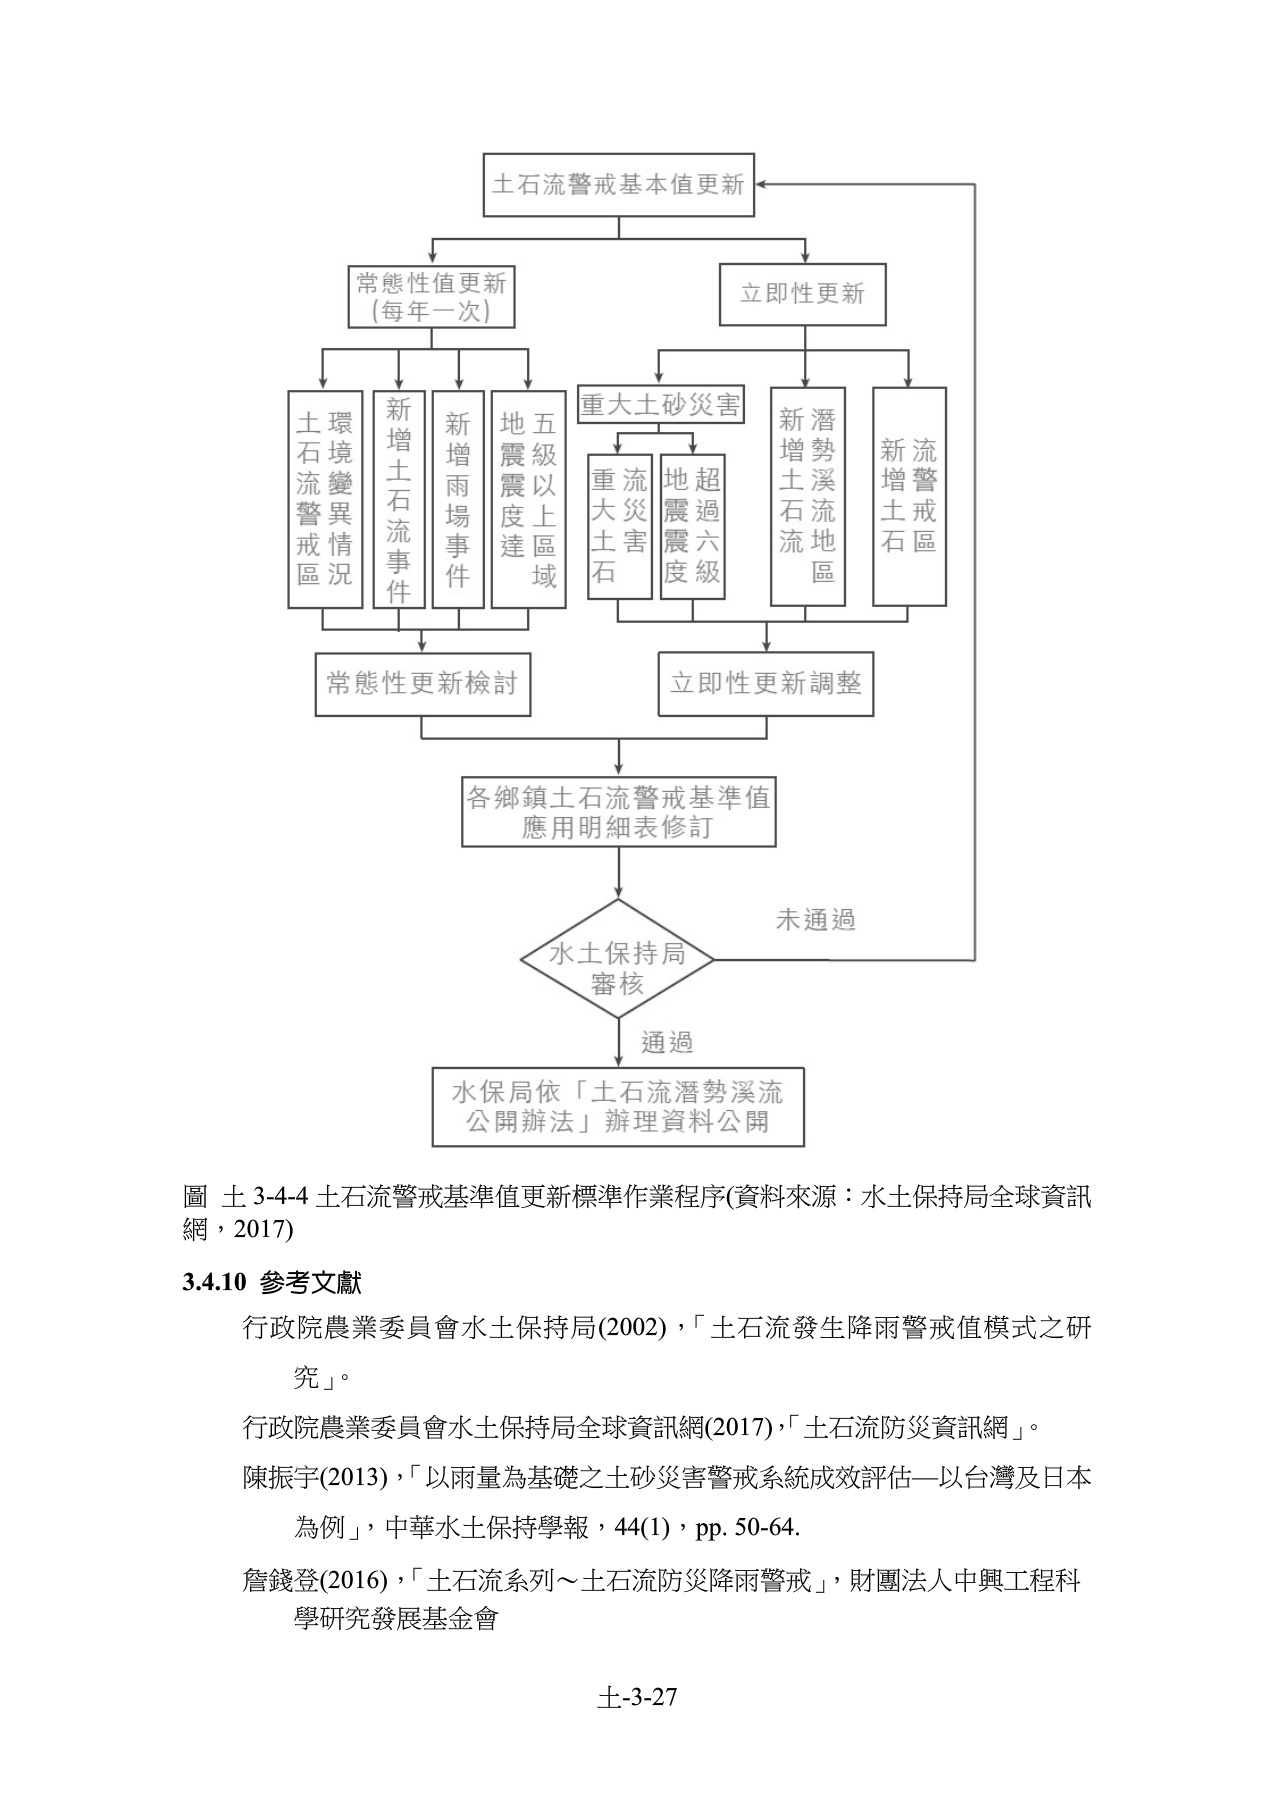 土石流警戒基本值更新
常態性值更新
(每年一次)
立即性更新
土石流警戒區
環境變異情況
新增土石流事件
新增雨場事件
地震震度達
五級以上區域
重大土砂災害
重大土石
流災害
地震震度
超過六級
新增土石流
潛勢溪流地區
新增土石
流警戒區
常態性更新檢討
立即性更新調整
各鄉鎮土石流警戒基準值
應用明細表修訂
水土保持局
審核
未通過
通過
水保局依「土石流潛勢溪流
公開辦法」辦理資料公開
圖 土 3-4-4 土石流警戒基準值更新標準作業程序(資料來源：水土保持局全球資訊
網，2017)
3.4.10 參考文獻
行政院農業委員會水土保持局(2002)，「土石流發生降雨警戒值模式之研
究」。
行政院農業委員會水土保持局全球資訊網(2017)，「土石流防災資訊網」。
陳振宇(2013)，「以雨量為基礎之土砂災害警戒系統成效評估—以台灣及日本
為例」，中華水土保持學報，44(1)，pp. 50-64.
詹錢登(2016)，「土石流系列～土石流防災降雨警戒」，財團法人中興工程科
學研究發展基金會
土-3-27